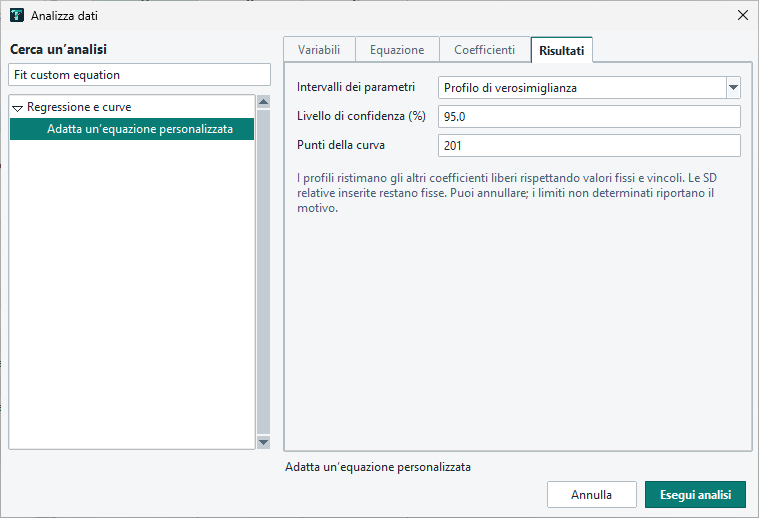 Analizza dati
Cerca un'analisi
Fit custom equation
Regressione e curve
Adatta un'equazione personalizzata
Variabili
Equazione
Coefficienti
Risultati
Intervalli dei parametri
Profilo di verosimiglianza
Livello di confidenza (%)
95.0
Punti della curva
201
I profili ristimano gli altri coefficienti liberi rispettando valori fissi e vincoli. Le SD
relative inserite restano fisse. Puoi annullare; i limiti non determinati riportano il
motivo.
Adatta un'equazione personalizzata
Annulla
Esegui analisi